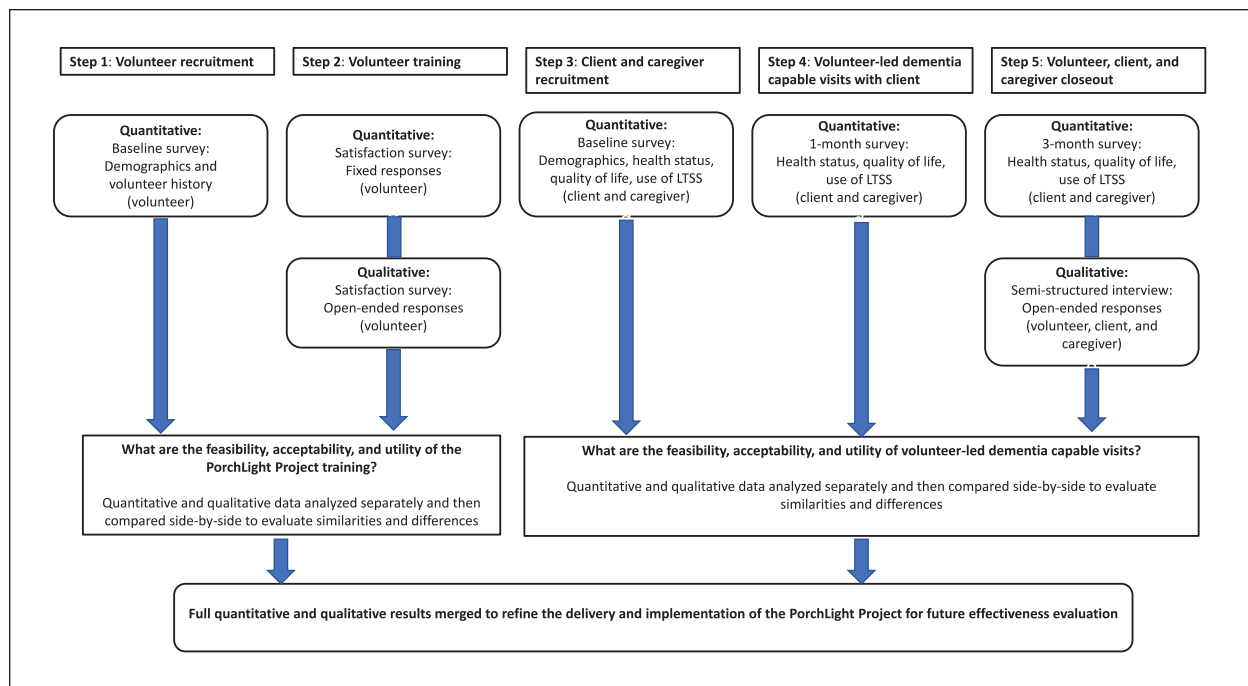 Step 1: Volunteer recruitment
Step 2: Volunteer training
Step 3: Client and caregiver
recruitment
Step 4: Volunteer-led dementia
capable visits with client
Step 5: Volunteer, client, and
caregiver closeout
Quantitative:
Baseline survey:
Demographics and
volunteer history
(volunteer)
Quantitative:
Satisfaction survey:
Fixed responses
(volunteer)
Quantitative:
Baseline survey:
Demographics, health status,
quality of life, use of LTSS
(client and caregiver)
Quantitative:
1-month survey:
Health status, quality of life,
use of LTSS
(client and caregiver)
Quantitative:
3-month survey:
Health status, quality of life,
use of LTSS
(client and caregiver)
Qualitative:
Satisfaction survey:
Open-ended responses
(volunteer)
Qualitative:
Semi-structured interview:
Open-ended responses
(volunteer, client, and
caregiver)
What are the feasibility, acceptability, and utility of the
PorchLight Project training?
Quantitative and qualitative data analyzed separately and then
compared side-by-side to evaluate similarities and differences
What are the feasibility, acceptability, and utility of volunteer-led dementia capable visits?
Quantitative and qualitative data analyzed separately and then compared side-by-side to evaluate
similarities and differences
Full quantitative and qualitative results merged to refine the delivery and implementation of the PorchLight Project for future effectiveness evaluation